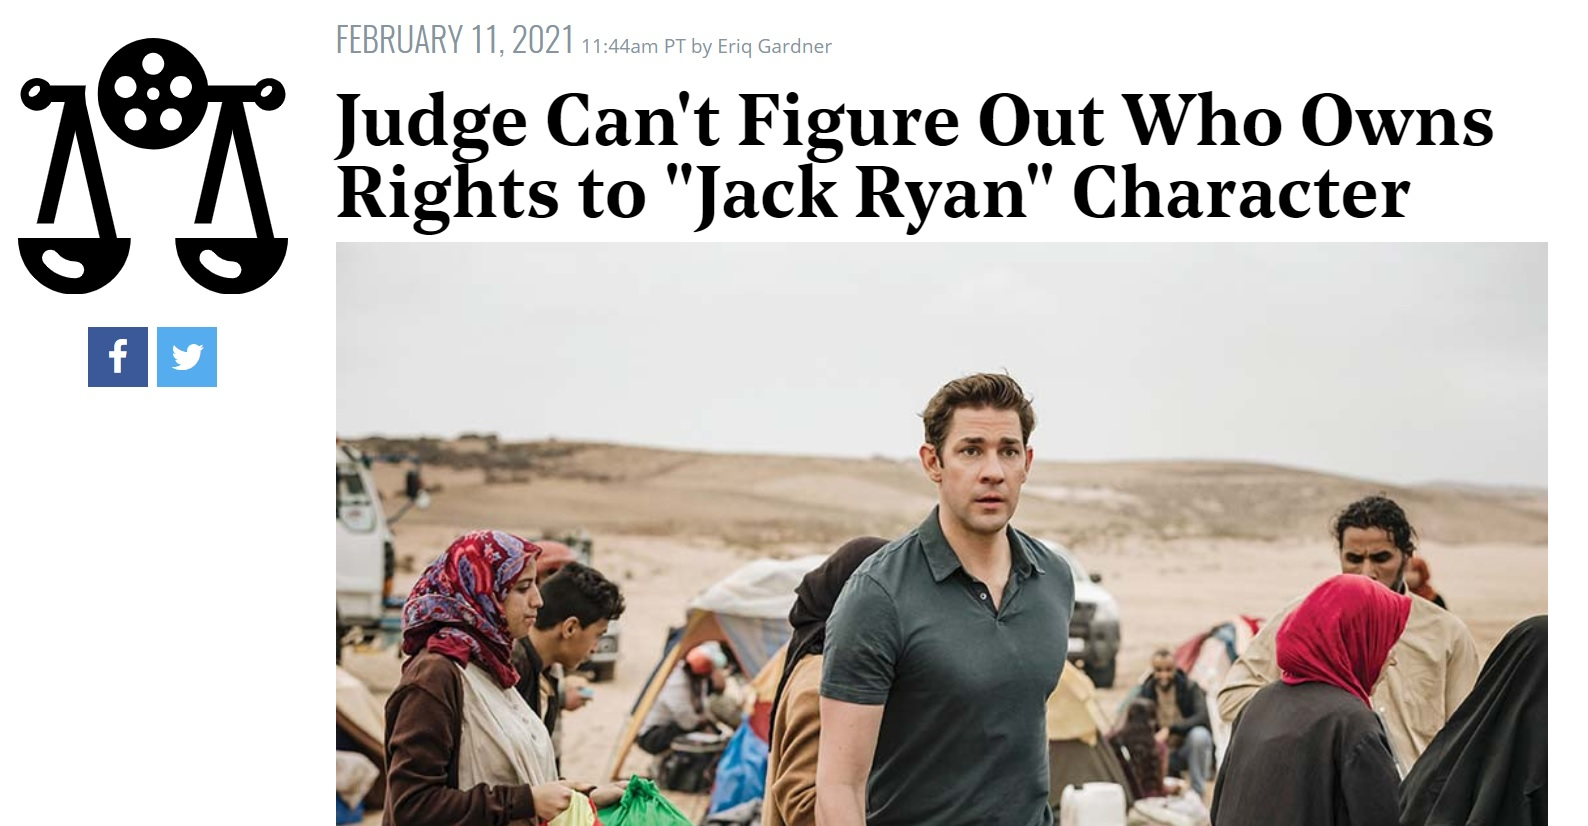 FEBRUARY 11, 2021 11:44am PT by Eriq Gardner
Judge Can't Figure Out Who Owns
Rights to "Jack Ryan" Character